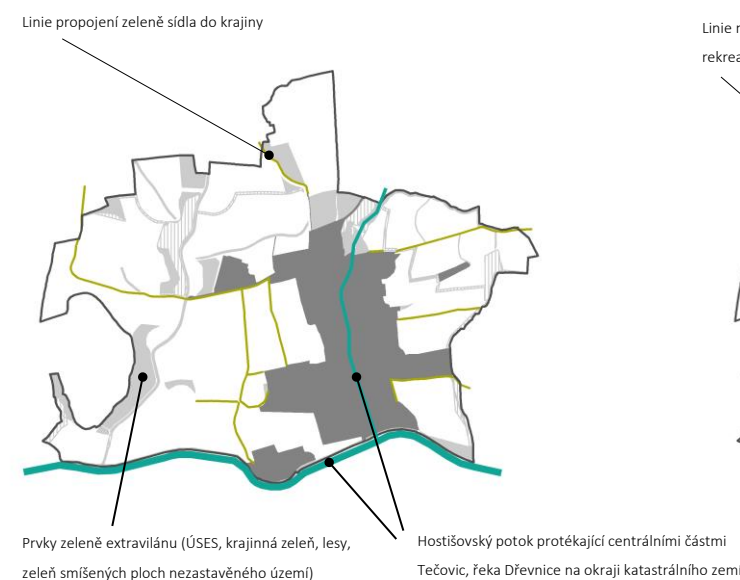 Linie propojení zeleně sídla do krajiny
Linie
rekrea
Prvky zeleně extravilánu (ÚSES, krajinná zeleň, lesy,
zeleň smíšených ploch nezastavěného území)
Hostišovský potok protékající centrálními částmi
Tečovic, řeka Dřevnice na okraji katastrálního zemí